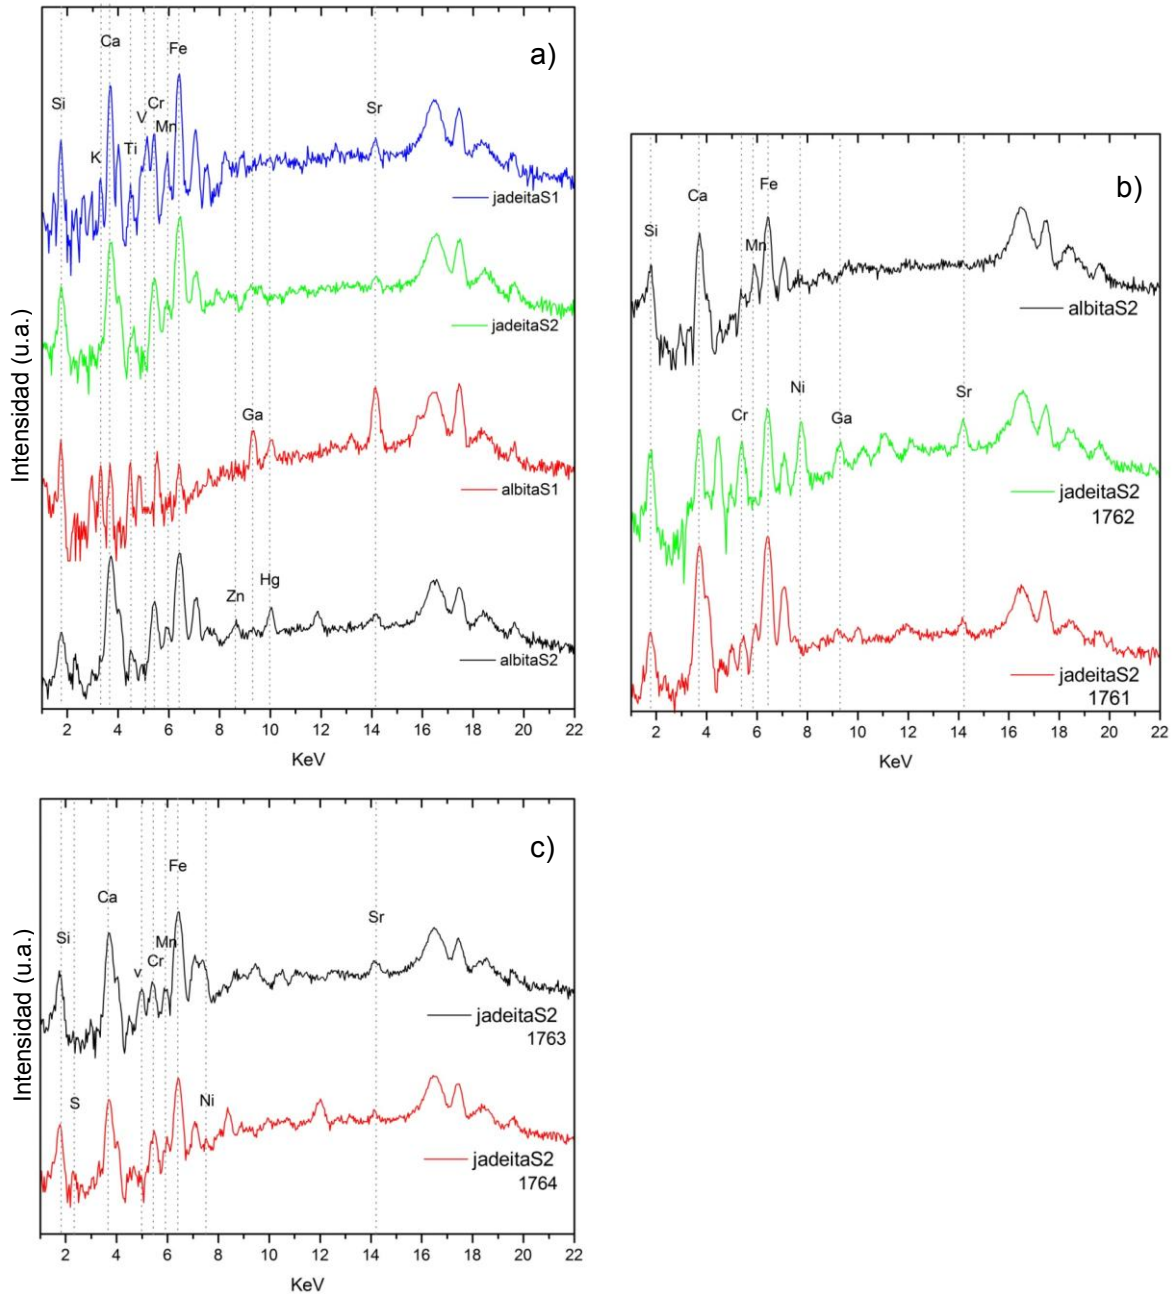 a)
Ca
Fe
Si
Cr
V
Mn
K
Ti
Sr
jadeitaS1
jadeitaS2
Ga
albitaS1
Zn
Hg
albitaS2
Intensidad (u.a.)
2 4 6 8 10 12 14 16 18 20 22
KeV
b)
Fe
Ca
Si
Mn
albitaS2
Ni
Sr
Cr
Ga
jadeitaS2
1762
jadeitaS2
1761
2 4 6 8 10 12 14 16 18 20 22
KeV
c)
Fe
Ca
Si
Mn
Sr
V
Cr
jadeitaS2
1763
S
Ni
jadeitaS2
1764
Intensidad (u.a.)
2 4 6 8 10 12 14 16 18 20 22
KeV